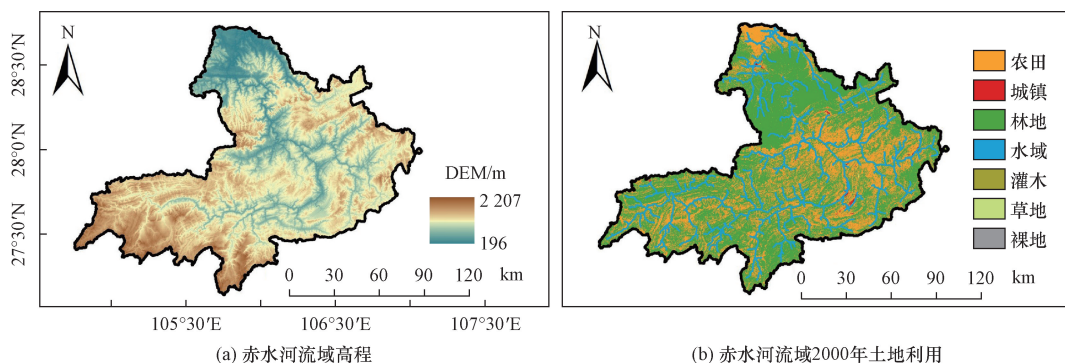 N
28°30′N
28°0′N
27°30′N
DEM/m
2 207
196
0 30 60 90 120
km
105°30′E 106°30′E 107°30′E
(a) 赤水河流域高程
N
农田
城镇
林地
水域
灌木
草地
裸地
km
0 30 60 90 120
(b) 赤水河流域2000年土地利用